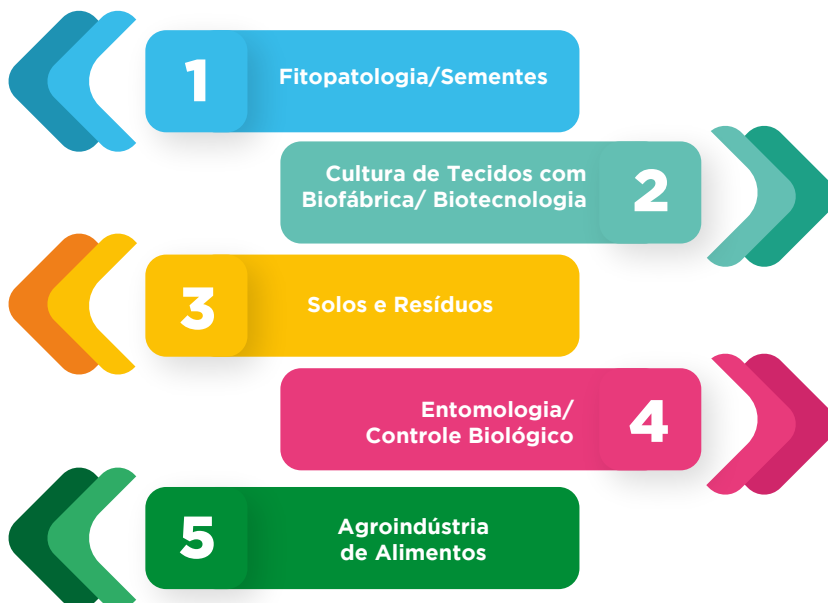 1
Fitopatologia/Sementes
Cultura de Tecidos com
Biofábrica/ Biotecnologia
2
3
Solos e Resíduos
Entomologia/
Controle Biológico
4
5
Agroindústria
de Alimentos